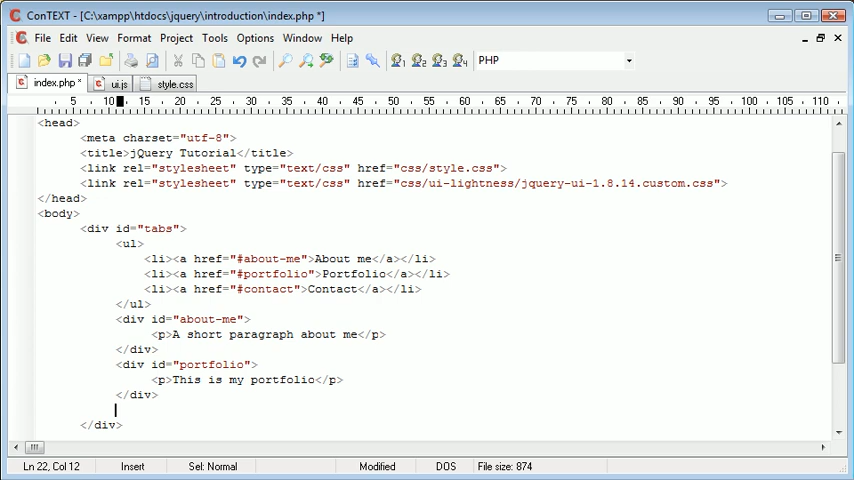 ConTEXT - [C:\xampp\htdocs\jquery\introduction\index.php *]
File Edit View Format Project Tools Options Window Help
1 2 3 4 PHP
index.php * ui.js style.css
5 10 15 20 25 30 35 40 45 50 55 60 65 70 75 80 85 90 95 100 105 110
<head>
<meta charset="utf-8">
<title>jQuery Tutorial</title>
<link rel="stylesheet" type="text/css" href="css/style.css">
<link rel="stylesheet" type="text/css" href="css/ui-lightness/jquery-ui-1.8.14.custom.css">
</head>
<body>
<div id="tabs">
<ul>
<li><a href="#about-me">About me</a></li>
<li><a href="#portfolio">Portfolio</a></li>
<li><a href="#contact">Contact</a></li>
</ul>
<div id="about-me">
<p>A short paragraph about me</p>
</div>
<div id="portfolio">
<p>This is my portfolio</p>
</div>
</div>
Ln 22, Col 12 Insert Sel: Normal Modified DOS File size: 874